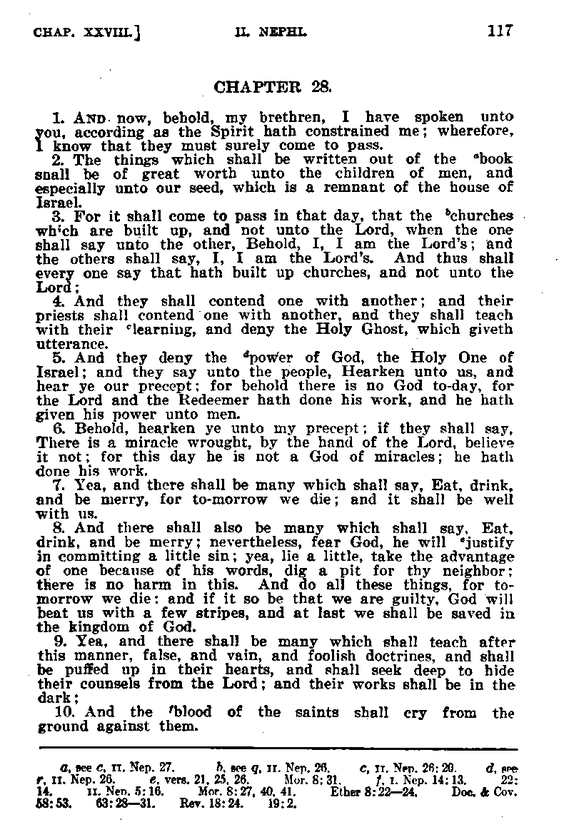 CHAP. XXVIII.] II. NEPHI. 117
CHAPTER 28.
1. AND now, behold, my brethren, I have spoken unto
you, according as the Spirit hath constrained me; wherefore,
I know that they must surely come to pass.
2. The things which shall be written out of the ᵃbook
snall be of great worth unto the children of men, and
especially unto our seed, which is a remnant of the house of
Israel.
3. For it shall come to pass in that day, that the ᵇchurches
which are built up, and not unto the Lord, when the one
shall say unto the other, Behold, I, I am the Lord's; and
the others shall say, I, I am the Lord's. And thus shall
every one say that hath built up churches, and not unto the
Lord;
4. And they shall contend one with another; and their
priests shall contend one with another, and they shall teach
with their ᶜlearning, and deny the Holy Ghost, which giveth
utterance.
5. And they deny the ᵈpower of God, the Holy One of
Israel; and they say unto the people, Hearken unto us, and
hear ye our precept; for behold there is no God to-day, for
the Lord and the Redeemer hath done his work, and he hath
given his power unto men.
6. Behold, hearken ye unto my precept; if they shall say,
There is a miracle wrought, by the hand of the Lord, believe
it not; for this day he is not a God of miracles; he hath
done his work.
7. Yea, and there shall be many which shall say, Eat, drink,
and be merry, for to-morrow we die; and it shall be well
with us.
8. And there shall also be many which shall say, Eat,
drink, and be merry; nevertheless, fear God, he will ᵉjustify
in committing a little sin; yea, lie a little, take the advantage
of one because of his words, dig a pit for thy neighbor;
there is no harm in this. And do all these things, for to-
morrow we die; and if it so be that we are guilty, God will
beat us with a few stripes, and at last we shall be saved in
the kingdom of God.
9. Yea, and there shall be many which shall teach after
this manner, false, and vain, and foolish doctrines, and shall
be puffed up in their hearts, and shall seek deep to hide
their counsels from the Lord; and their works shall be in the
dark;
10. And the ᶠblood of the saints shall cry from the
ground against them.
a, see c, II. Nep. 27. b, see q, II. Nep. 26. c, II. Nep. 26:20. d, see
r, II. Nep. 26. e, vers. 21, 25, 26. Mor. 8:31. f, I. Nep. 14:13. 22:
14. II. Nep. 5:16. Mor. 8:27, 40, 41. Ether 8:22—24. Doc. & Cov.
58:53. 63:28—31. Rev. 18:24. 19:2.